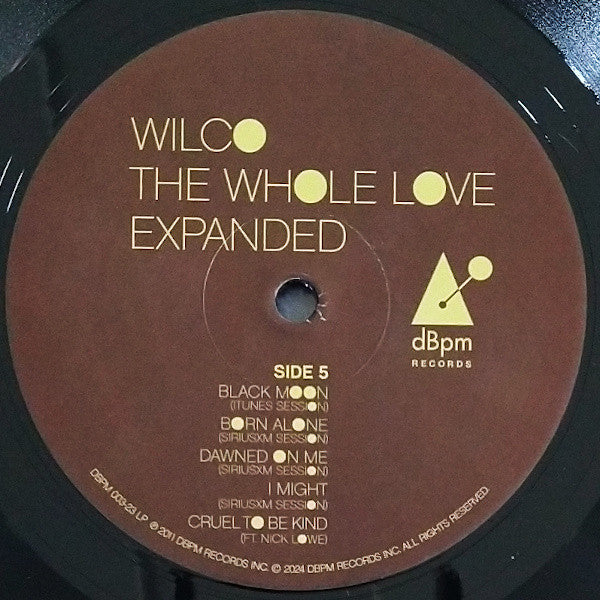 WILCO
THE WHOLE LOVE
EXPANDED
dBpm
RECORDS
SIDE 5
BLACK MOON
(ITUNES SESSION)
BORN ALONE
(SIRIUSXM SESSION)
DAWNED ON ME
(SIRIUSXM SESSION)
I MIGHT
(SIRIUSXM SESSION)
CRUEL TO BE KIND
(FT. NICK LOWE)
DBPM 003-23 LP ℗ 2011 DBPM RECORDS INC. © 2024 DBPM RECORDS INC. ALL RIGHTS RESERVED.